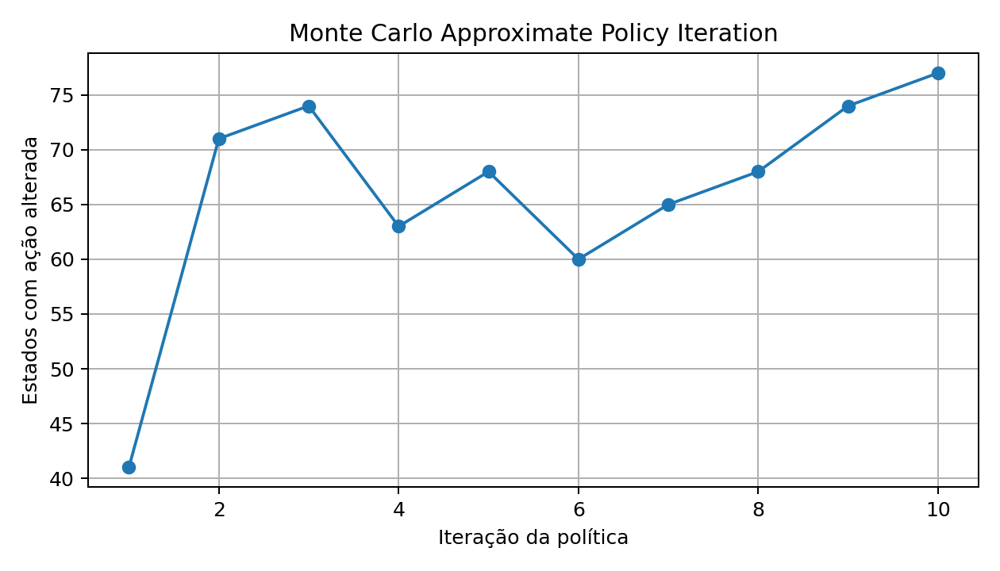 Monte Carlo Approximate Policy Iteration
Estados com ação alterada
75
70
65
60
55
50
45
40
2 4 6 8 10
Iteração da política